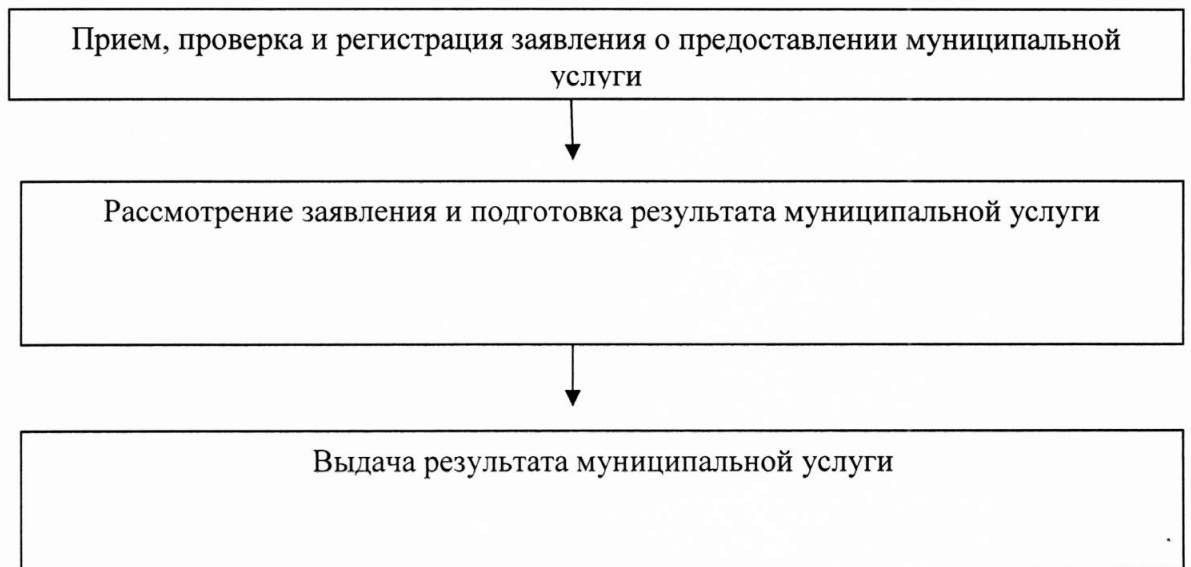 Прием, проверка и регистрация заявления о предоставлении муниципальной
услуги
Рассмотрение заявления и подготовка результата муниципальной услуги
Выдача результата муниципальной услуги